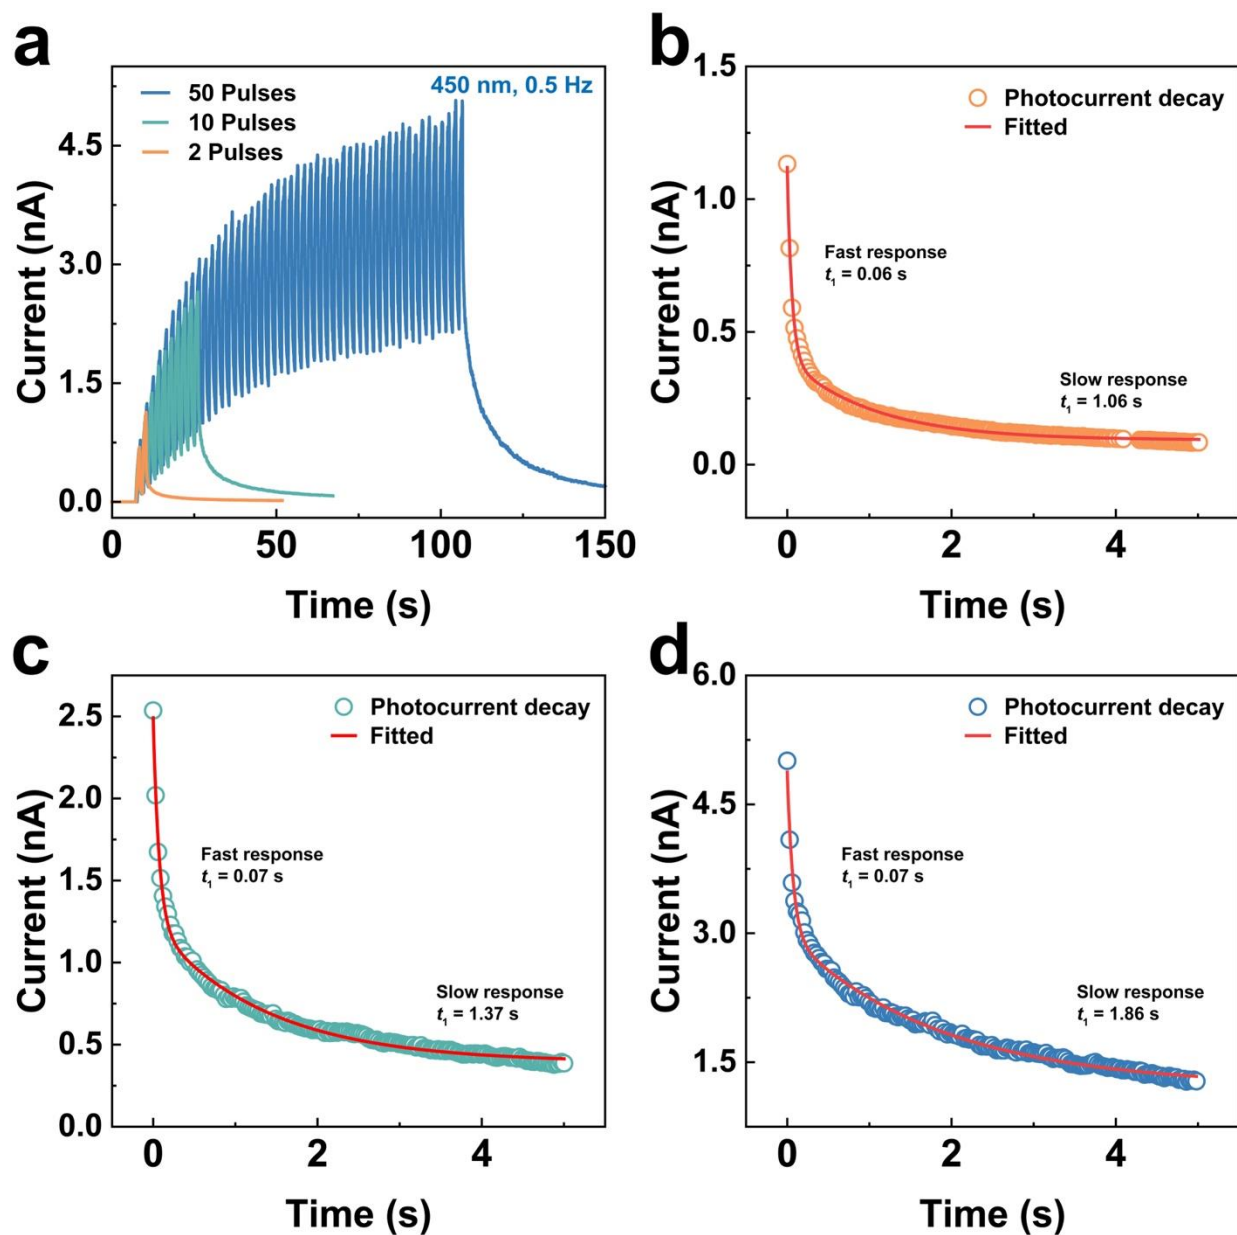 a
50 Pulses
10 Pulses
2 Pulses
450 nm, 0.5 Hz
Current (nA)
4.5
3.0
1.5
0.0
0 50 100 150
Time (s)
b
Photocurrent decay
Fitted
Fast response
t1 = 0.06 s
Slow response
t1 = 1.06 s
Current (nA)
1.5
1.0
0.5
0.0
0 2 4
Time (s)
c
Photocurrent decay
Fitted
Fast response
t1 = 0.07 s
Slow response
t1 = 1.37 s
Current (nA)
2.5
2.0
1.5
1.0
0.5
0.0
0 2 4
Time (s)
d
Photocurrent decay
Fitted
Fast response
t1 = 0.07 s
Slow response
t1 = 1.86 s
Current (nA)
6.0
4.5
3.0
1.5
0 2 4
Time (s)